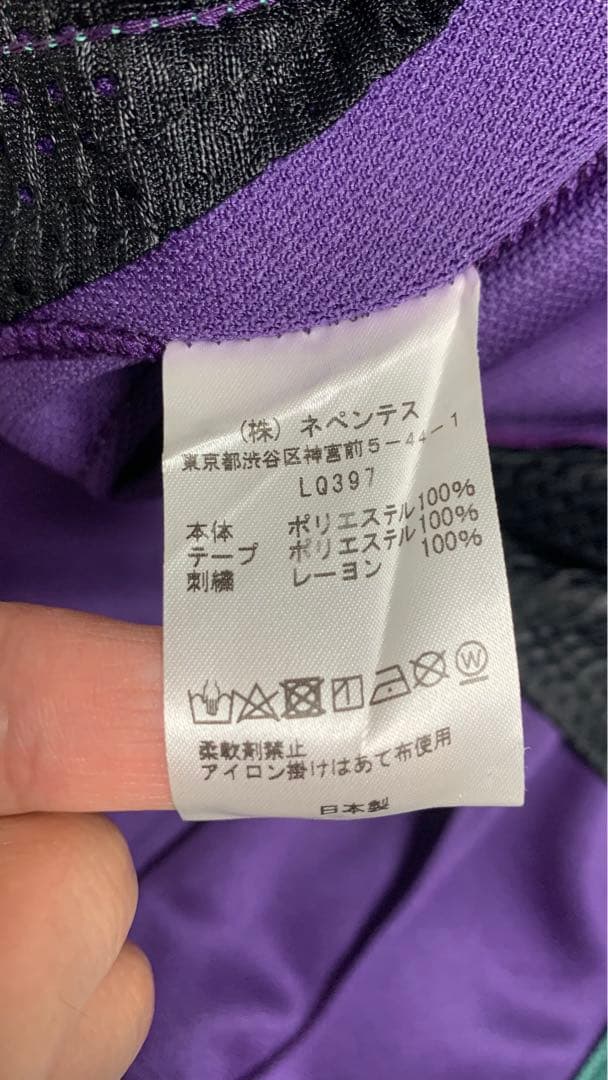 (株) ネペンテス
東京都渋谷区神宮前5-44-1
LQ397
本体 ポリエステル100%
テープ ポリエステル100%
刺繍 レーヨン 100%
W
柔軟剤禁止
アイロン掛けはあて布使用
日本製